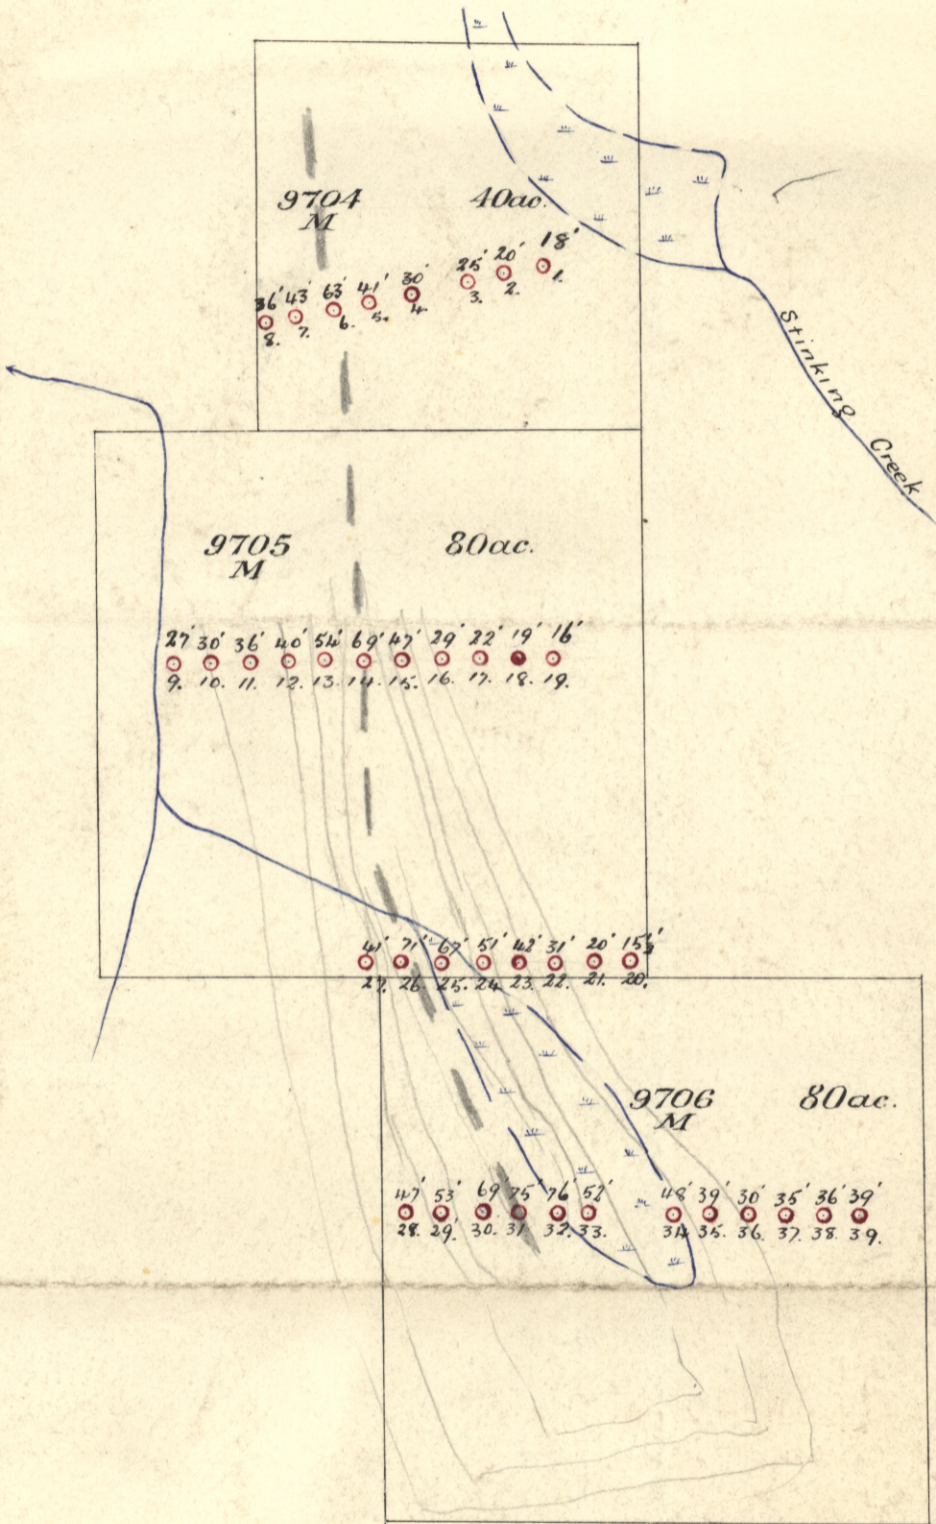 9704
M
40ac.
36' 43' 63' 41' 30' 25' 20' 18'
8. 7. 6. 5. 4. 3. 2. 1.
Stinking Creek
9705
M
80ac.
27' 30' 36' 40' 54' 69' 47' 29' 22' 19' 16'
9. 10. 11. 12. 13. 14. 15. 16. 17. 18. 19.
41' 71' 67' 51' 42' 31' 20'
27. 26. 25. 24. 23. 22. 21. 20.
9706
M
80ac.
47' 53' 69 75' 76' 52' 48' 39' 30' 35' 36' 39'
28. 29. 30. 31 32. 33. 34. 35. 36. 37. 38. 39.